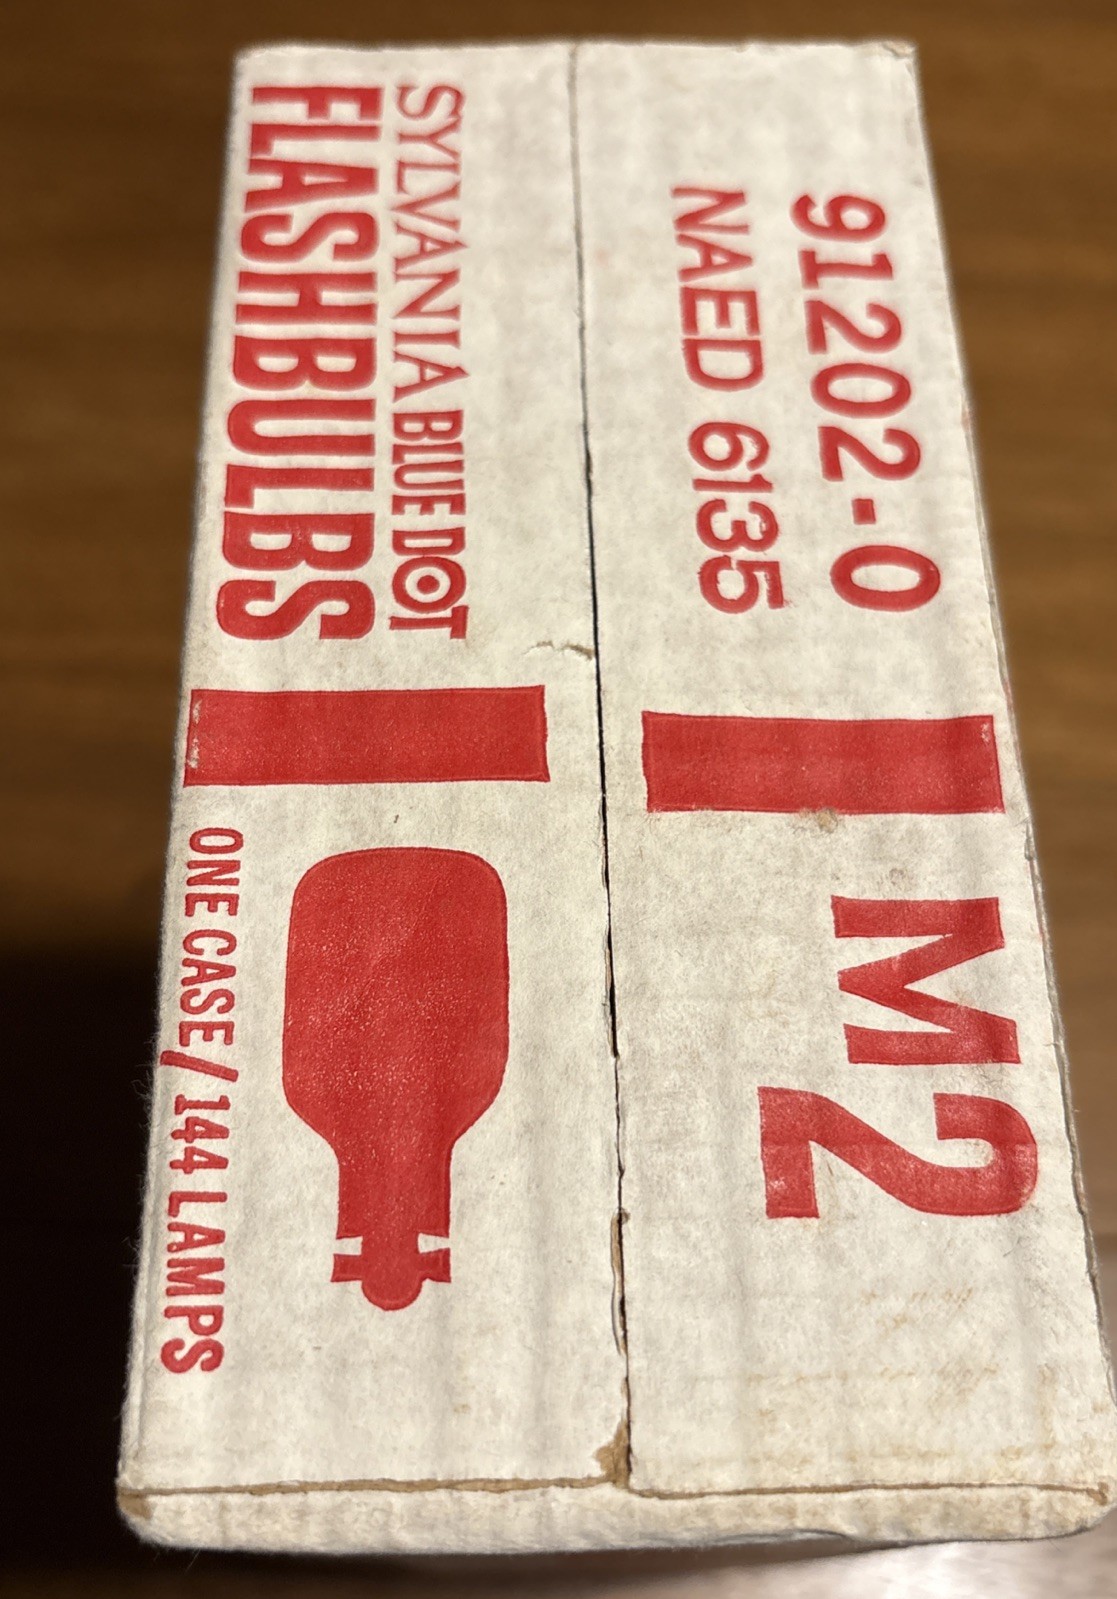 91202-0
NAED 6135
M2
SYLVANIA BLUE DOT
FLASHBULBS
ONE CASE/144 LAMPS